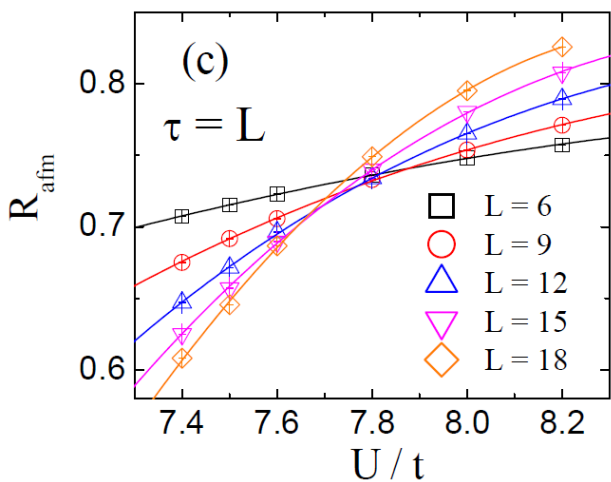 (c)
τ = L
R_afm
0.8
0.7
0.6
L = 6
L = 9
L = 12
L = 15
L = 18
7.4 7.6 7.8 8.0 8.2
U / t